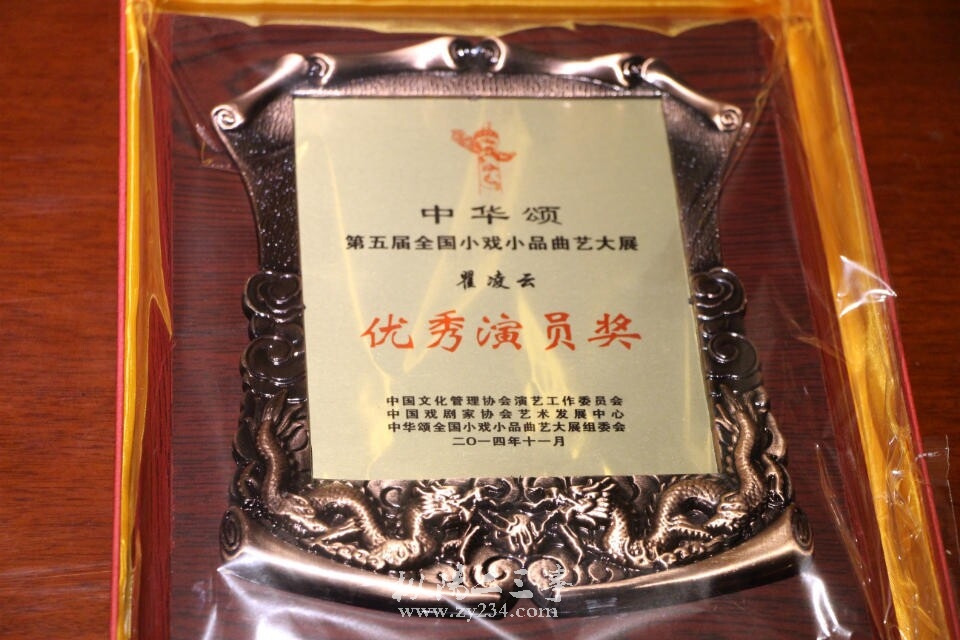 中华颂
第五届全国小戏小品曲艺大展
瞿凌云
优秀演员奖
中国文化管理协会演艺工作委员会
中国戏剧家协会艺术发展中心
中华颂全国小戏小品曲艺大展组委会
二〇一四年十一月
www.zy234.com